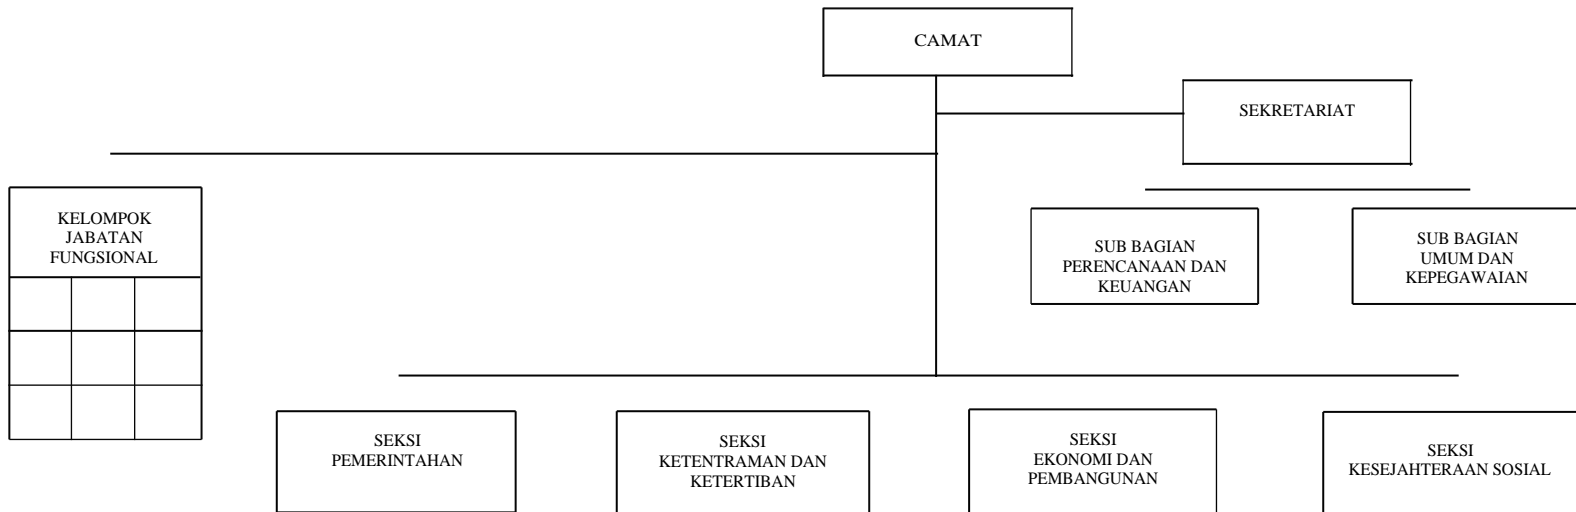 CAMAT
SEKRETARIAT
KELOMPOK
JABATAN
FUNGSIONAL
SUB BAGIAN
PERENCANAAN DAN
KEUANGAN
SUB BAGIAN
UMUM DAN
KEPEGAWAIAN
SEKSI
PEMERINTAHAN
SEKSI
KETENTRAMAN DAN
KETERTIBAN
SEKSI
EKONOMI DAN
PEMBANGUNAN
SEKSI
KESEJAHTERAAN SOSIAL